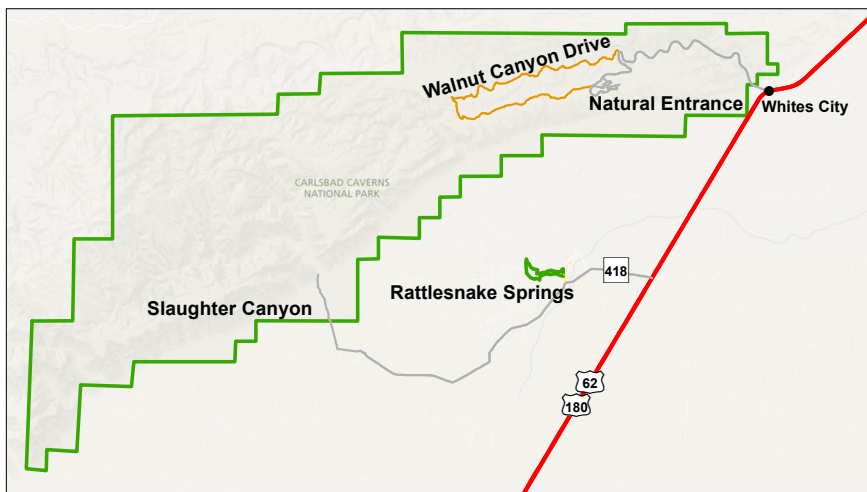 Walnut Canyon Drive
Natural Entrance
Whites City
CARLSBAD CAVERNS
NATIONAL PARK
418
Rattlesnake Springs
Slaughter Canyon
62
180